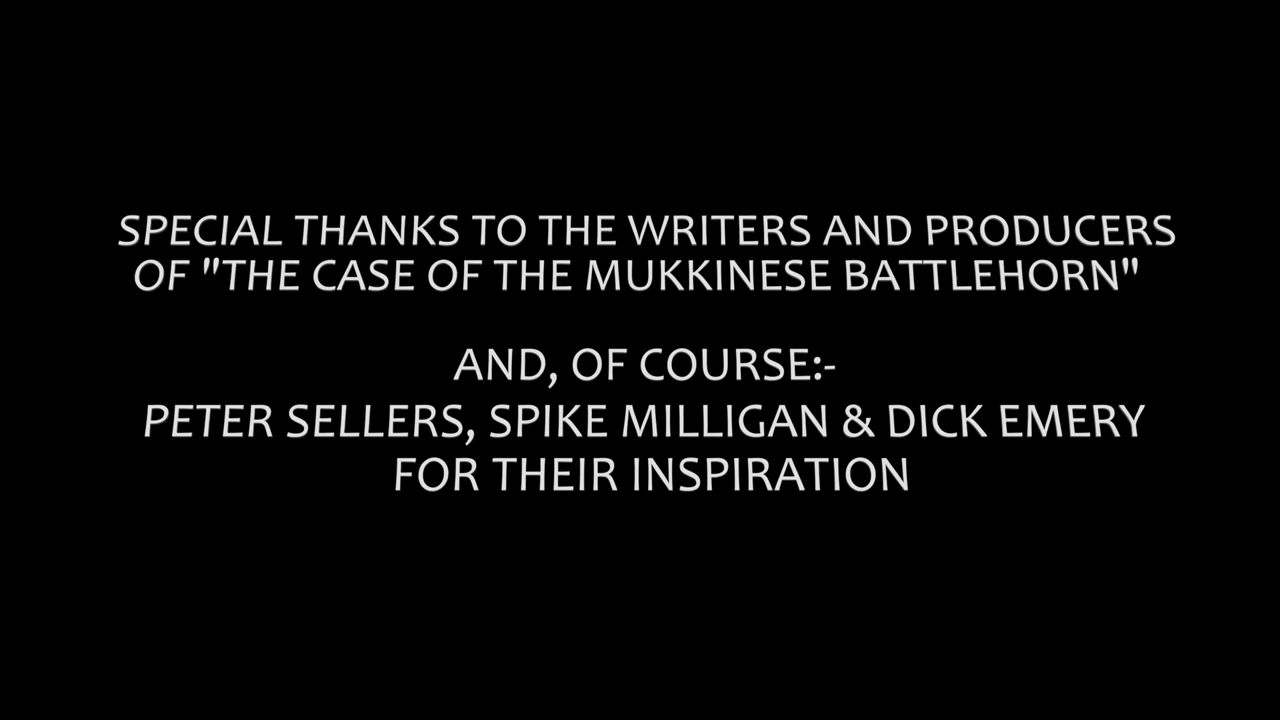 SPECIAL THANKS TO THE WRITERS AND PRODUCERS
OF "THE CASE OF THE MUKKINESE BATTLEHORN"
AND, OF COURSE:-
PETER SELLERS, SPIKE MILLIGAN & DICK EMERY
FOR THEIR INSPIRATION